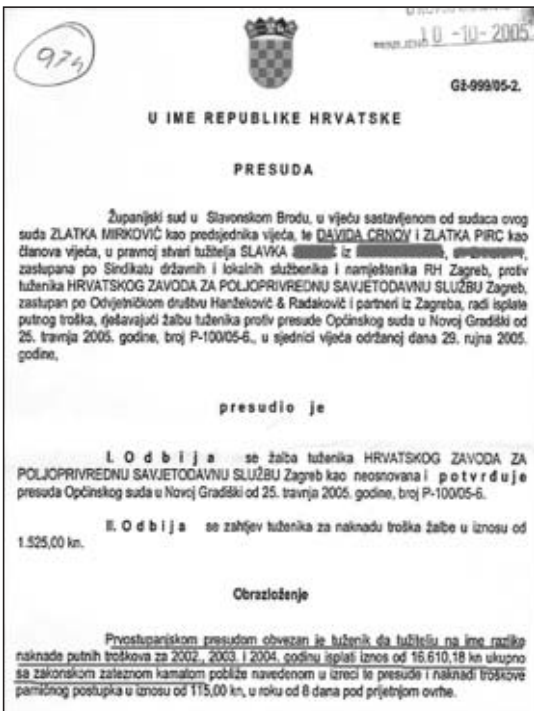 974
10-10-2005
Gž-999/05-2.
U IME REPUBLIKE HRVATSKE
PRESUDA
Županijski sud u Slavonskom Brodu, u vijeću sastavljenom od sudaca ovog
suda ZLATKA MIRKOVIĆ kao predsjednika vijeća, te DAVIDA CRNOV i ZLATKA PIRC kao
članova vijeća, u pravnoj stvari tužitelja SLAVKA iz
zastupana po Sindikatu državnih i lokalnih službenika i namještenika RH Zagreb, protiv
tuženika HRVATSKOG ZAVODA ZA POLJOPRIVREDNU SAVJETODAVNU SLUŽBU Zagreb,
zastupan po Odvjetničkom društvu Hanžeković & Radaković i partneri iz Zagreba, radi isplate
putnog troška, rješavajući žalbu tuženika protiv presude Općinskog suda u Novoj Gradiški od
25. travnja 2005. godine, broj P-100/05-6., u sjednici vijeća održanoj dana 29. rujna 2005.
godine,
presudio je
I. Odbija se žalba tuženika HRVATSKOG ZAVODA ZA
POLJOPRIVREDNU SAVJETODAVNU SLUŽBU Zagreb kao neosnovana i potvrđuje
presuda Općinskog suda u Novoj Gradiški od 25. travnja 2005. godine, broj P-100/05-6.
II. Odbija se zahtjev tuženika za naknadu troška žalbe u iznosu od
1.525,00 kn.
Obrazloženje
Prvostupanjskom presudom obvezan je tuženik da tužitelju na ime razlike
naknade putnih troškova za 2002., 2003. i 2004. godinu isplati iznos od 16.610,18 kn ukupno
sa zakonskom zateznom kamatom pobliže navedenom u izreci te presude i naknadi troškove
parničnog postupka u iznosu od 115,00 kn, u roku od 8 dana pod prijetnjom ovrhe.